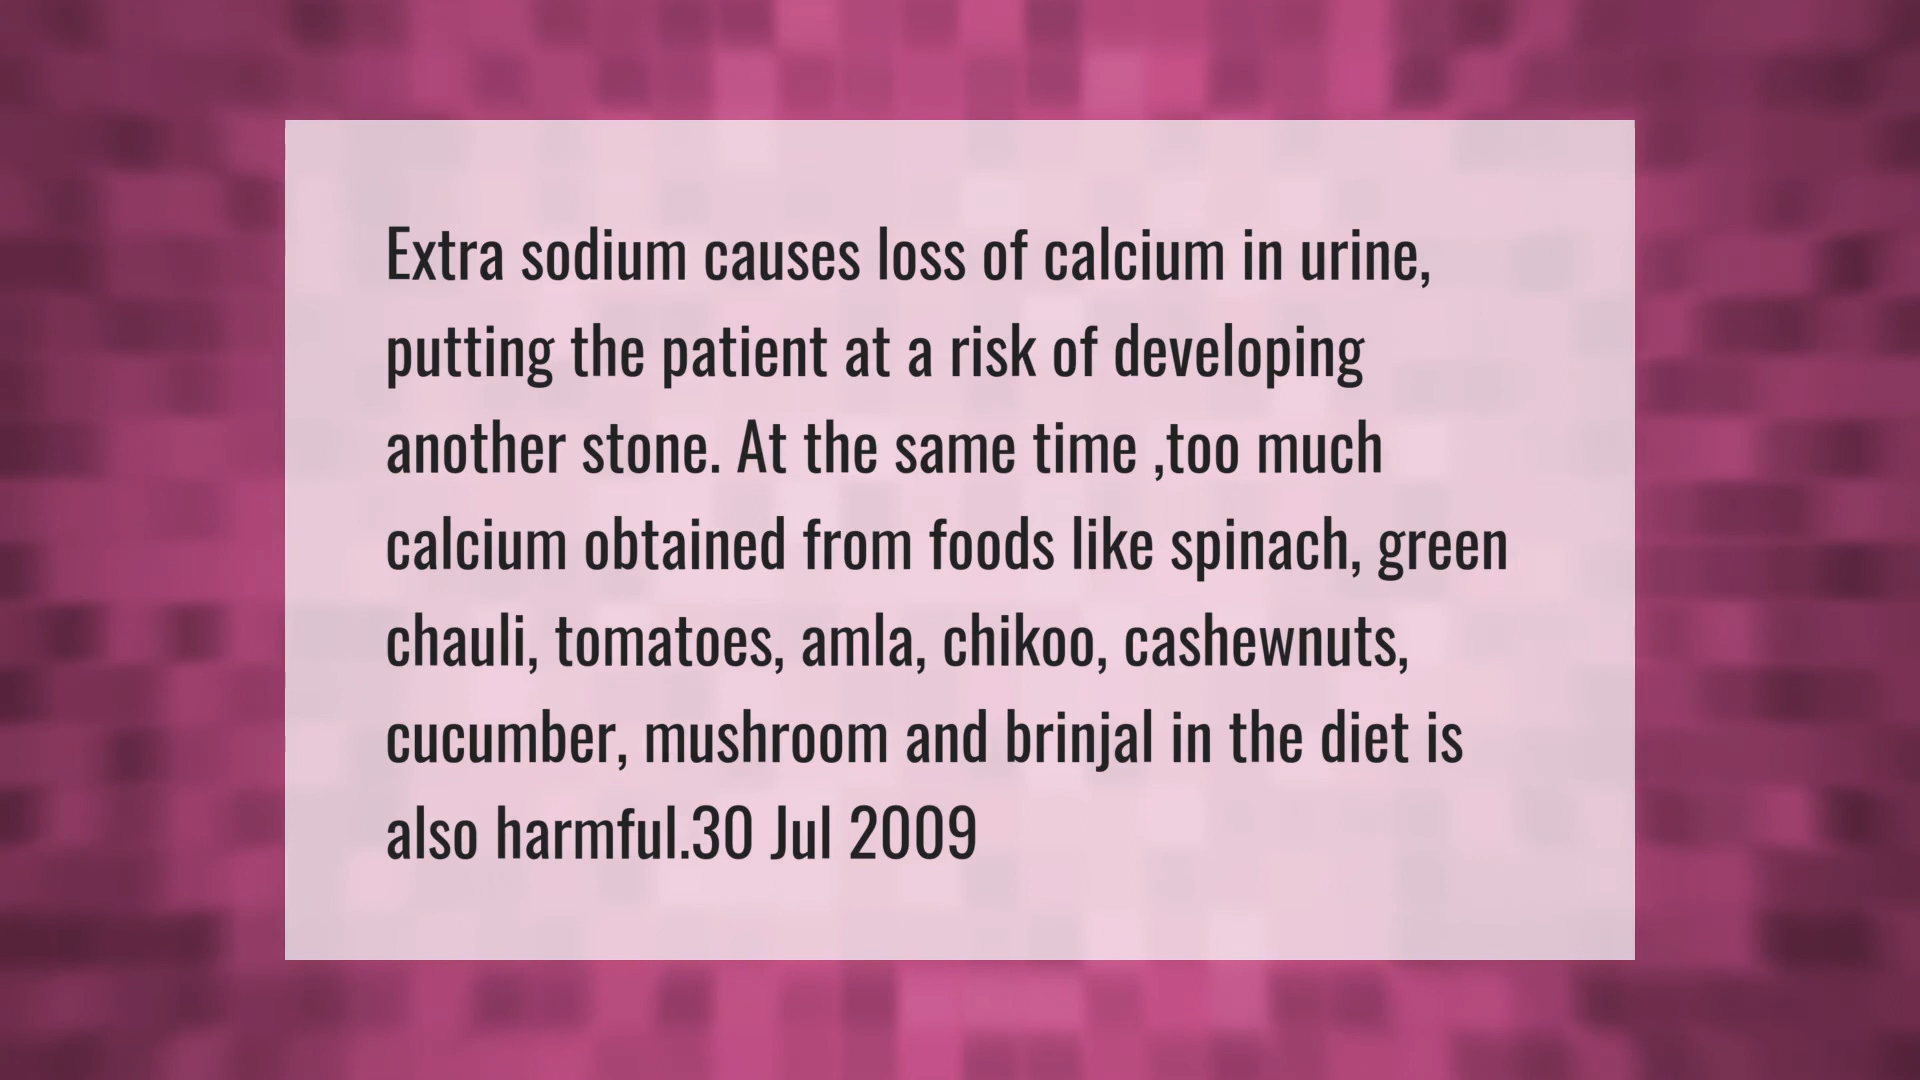 Extra sodium causes loss of calcium in urine,
putting the patient at a risk of developing
another stone. At the same time ,too much
calcium obtained from foods like spinach, green
chauli, tomatoes, amla, chikoo, cashewnuts,
cucumber, mushroom and brinjal in the diet is
also harmful.30 Jul 2009